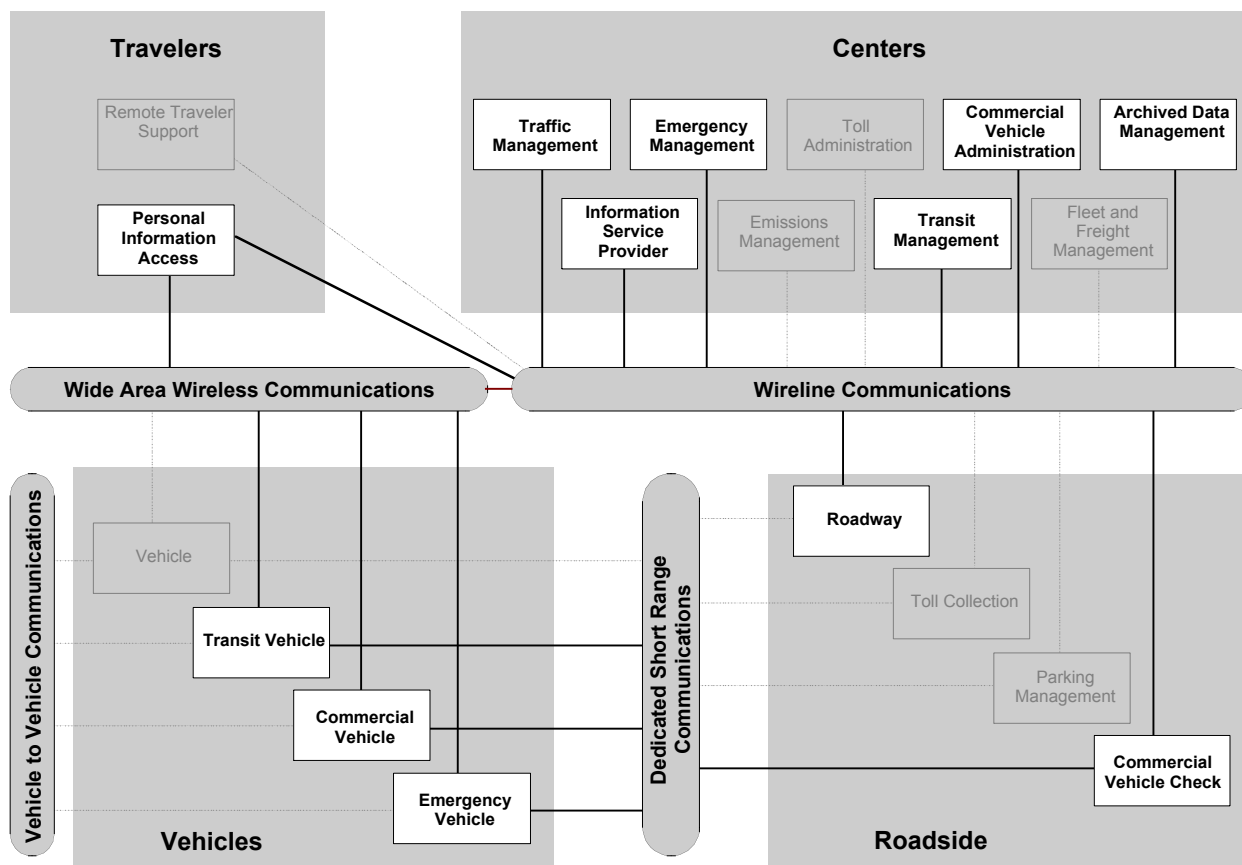 Travelers
Centers
Remote Traveler
Support
Personal
Information
Access
Traffic
Management
Emergency
Management
Toll
Administration
Commercial
Vehicle
Administration
Archived Data
Management
Information
Service
Provider
Emissions
Management
Transit
Management
Fleet and
Freight
Management
Wide Area Wireless Communications
Wireline Communications
Vehicle to Vehicle Communications
Vehicle
Transit Vehicle
Commercial
Vehicle
Emergency
Vehicle
Vehicles
Dedicated Short Range
Communications
Roadway
Toll Collection
Parking
Management
Commercial
Vehicle Check
Roadside